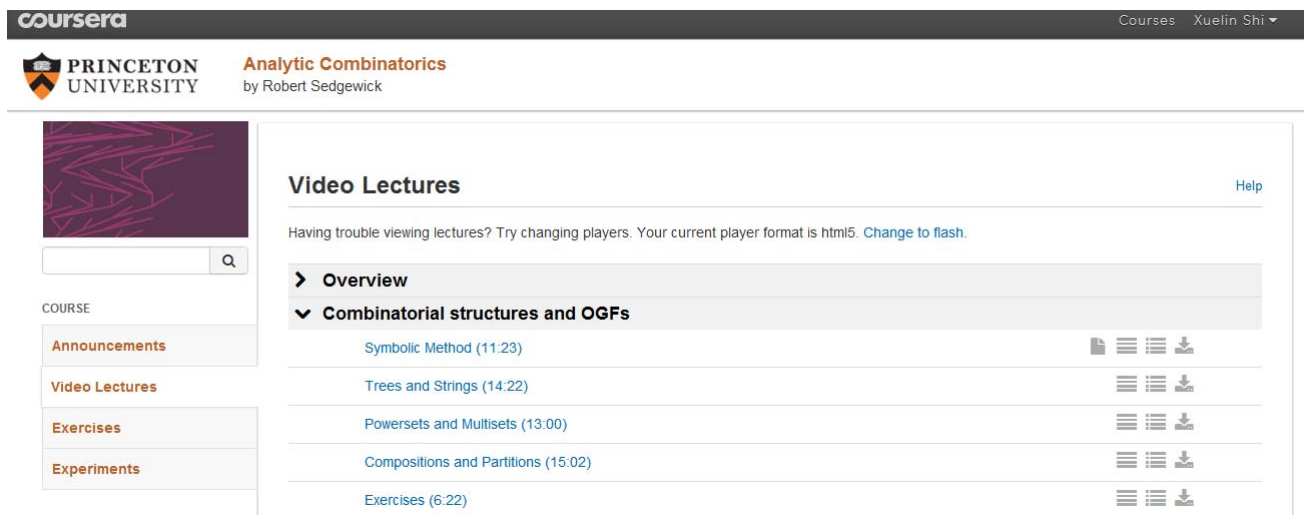 coursera
Courses Xuelin Shi
PRINCETON
UNIVERSITY
Analytic Combinatorics
by Robert Sedgewick
Video Lectures
Help
Having trouble viewing lectures? Try changing players. Your current player format is html5. Change to flash.
Overview
COURSE
Combinatorial structures and OGFs
Announcements
Symbolic Method (11:23)
Video Lectures
Trees and Strings (14:22)
Exercises
Powersets and Multisets (13:00)
Experiments
Compositions and Partitions (15:02)
Exercises (6:22)